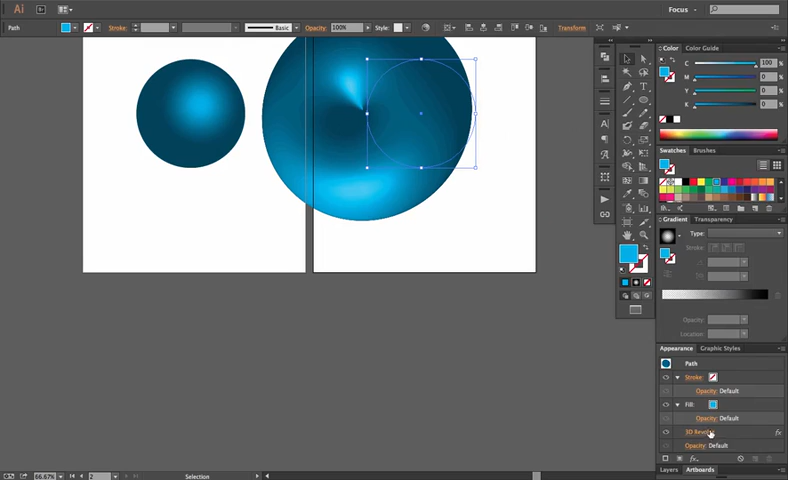 Ai Br Focus
Path Stroke: Basic Opacity: 100% Style: Transform
Color Color Guide
C 100 %
M 0 %
Y 0 %
K 0 %
Swatches Brushes
Gradient Transparency
Type:
Stroke:
Opacity:
Location:
Appearance Graphic Styles
Path
Stroke:
Opacity: Default
Fill:
Opacity: Default
3D Revolve fx
Opacity: Default
fx
Layers Artboards
66.67% 2 Selection